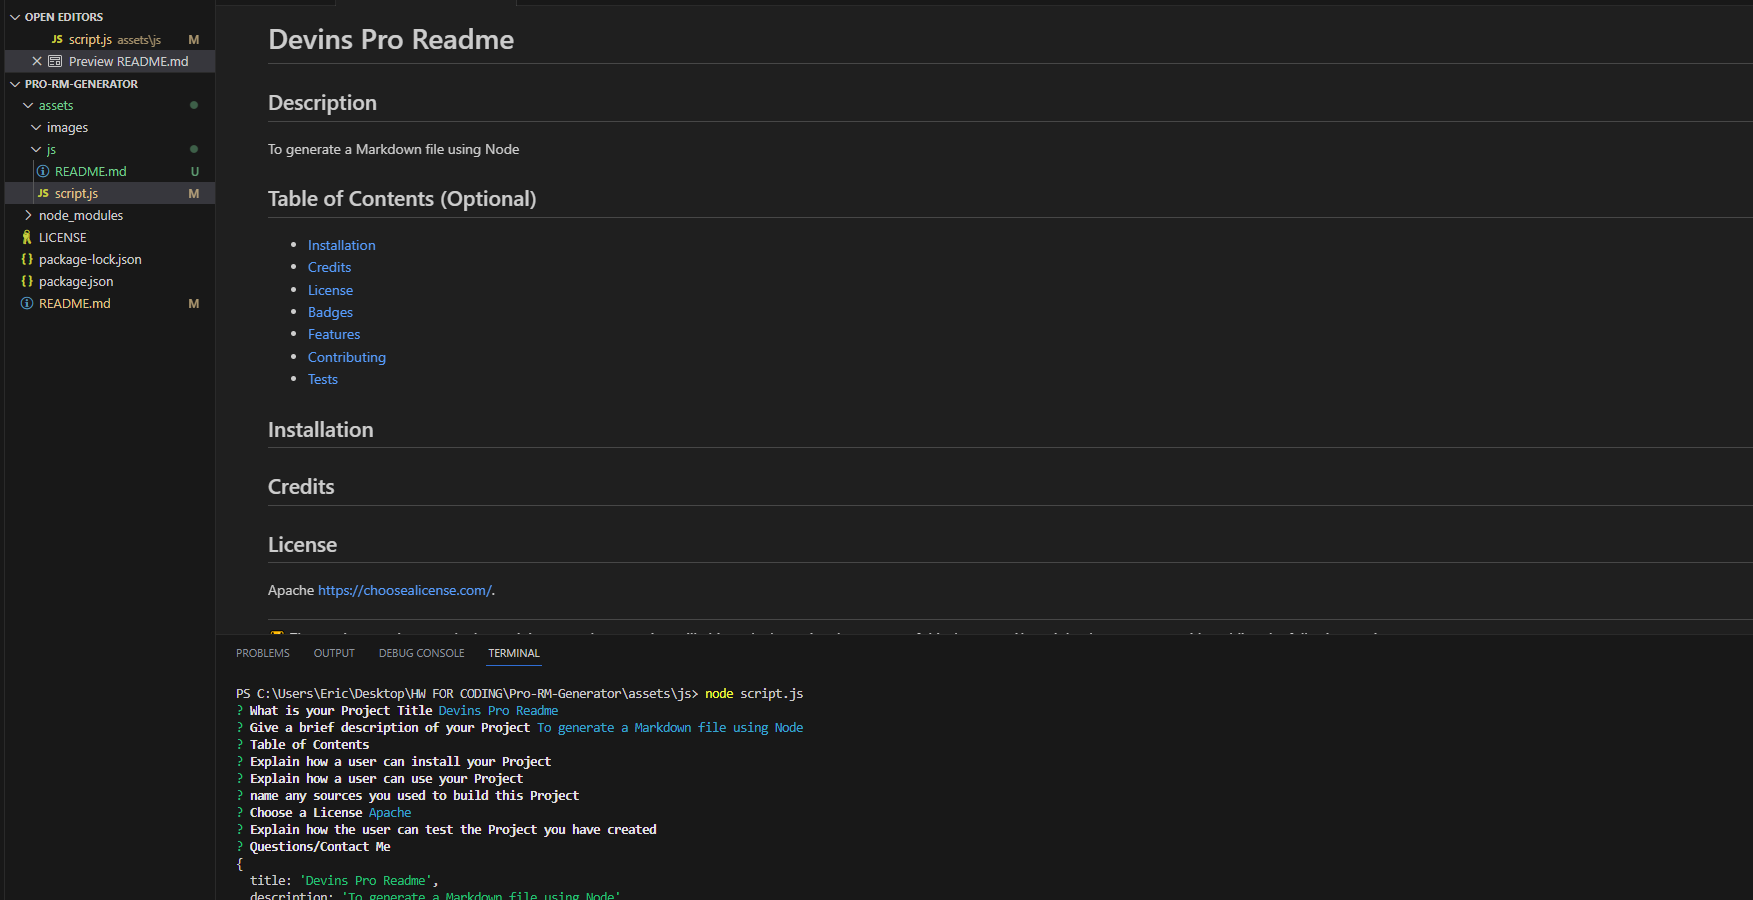 OPEN EDITORS
JS script.js assets\js M
Preview README.md
PRO-RM-GENERATOR
assets
images
js
README.md U
JS script.js M
node_modules
LICENSE
{} package-lock.json
{} package.json
README.md M
Devins Pro Readme
Description
To generate a Markdown file using Node
Table of Contents (Optional)
• Installation
• Credits
• License
• Badges
• Features
• Contributing
• Tests
Installation
Credits
License
Apache https://choosealicense.com/.
PROBLEMS OUTPUT DEBUG CONSOLE TERMINAL
PS C:\Users\Eric\Desktop\HW FOR CODING\Pro-RM-Generator\assets\js> node script.js
? What is your Project Title Devins Pro Readme
? Give a brief description of your Project To generate a Markdown file using Node
? Table of Contents
? Explain how a user can install your Project
? Explain how a user can use your Project
? name any sources you used to build this Project
? Choose a License Apache
? Explain how the user can test the Project you have created
? Questions/Contact Me
{
title: 'Devins Pro Readme',
description: 'To generate a Markdown file using Node'